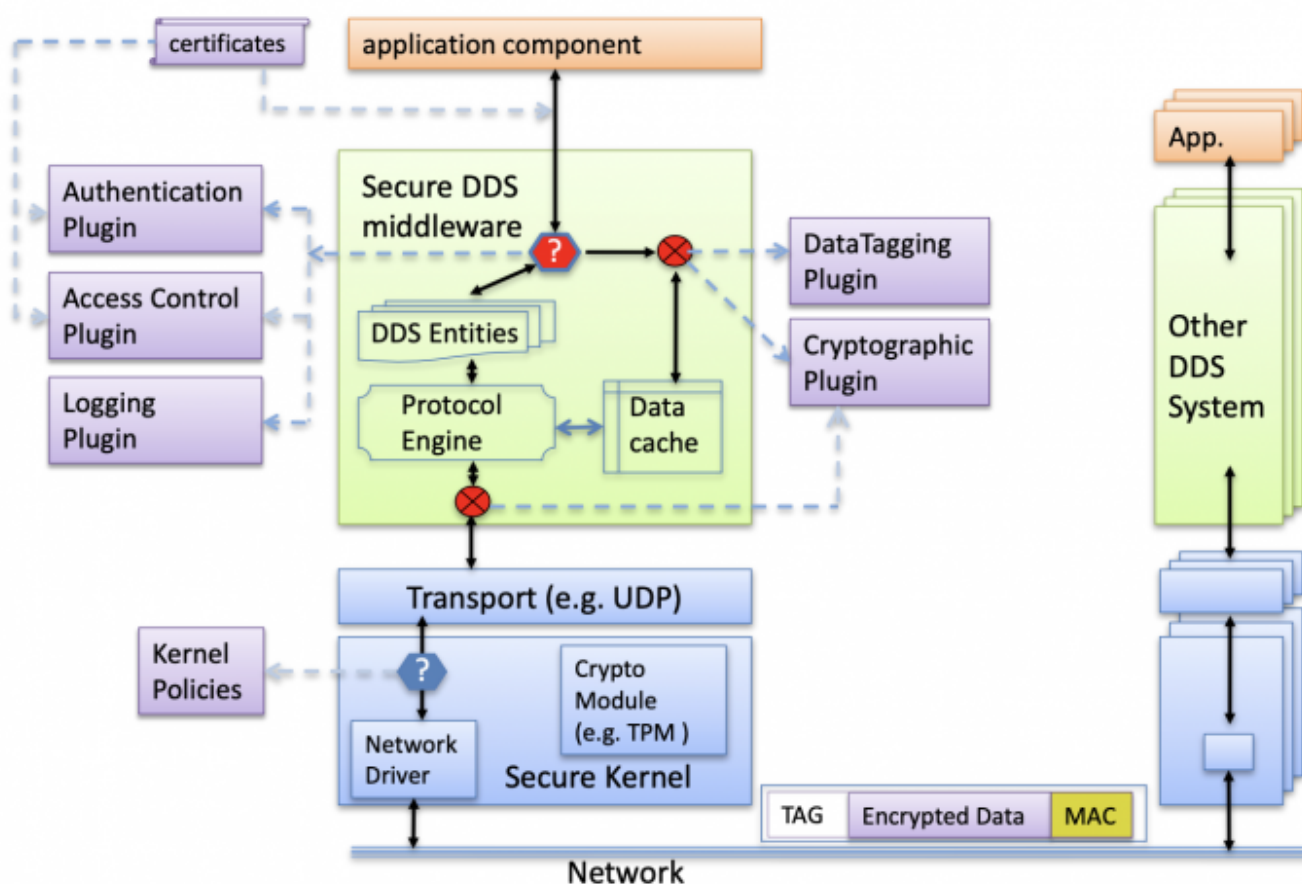 certificates
application component
App.
Authentication
Plugin
Secure DDS
middleware
?
DataTagging
Plugin
Access Control
Plugin
DDS Entities
Cryptographic
Plugin
Other
DDS
System
Logging
Plugin
Protocol
Engine
Data
cache
Transport (e.g. UDP)
Kernel
Policies
?
Crypto
Module
(e.g. TPM )
Network
Driver
Secure Kernel
TAG
Encrypted Data
MAC
Network